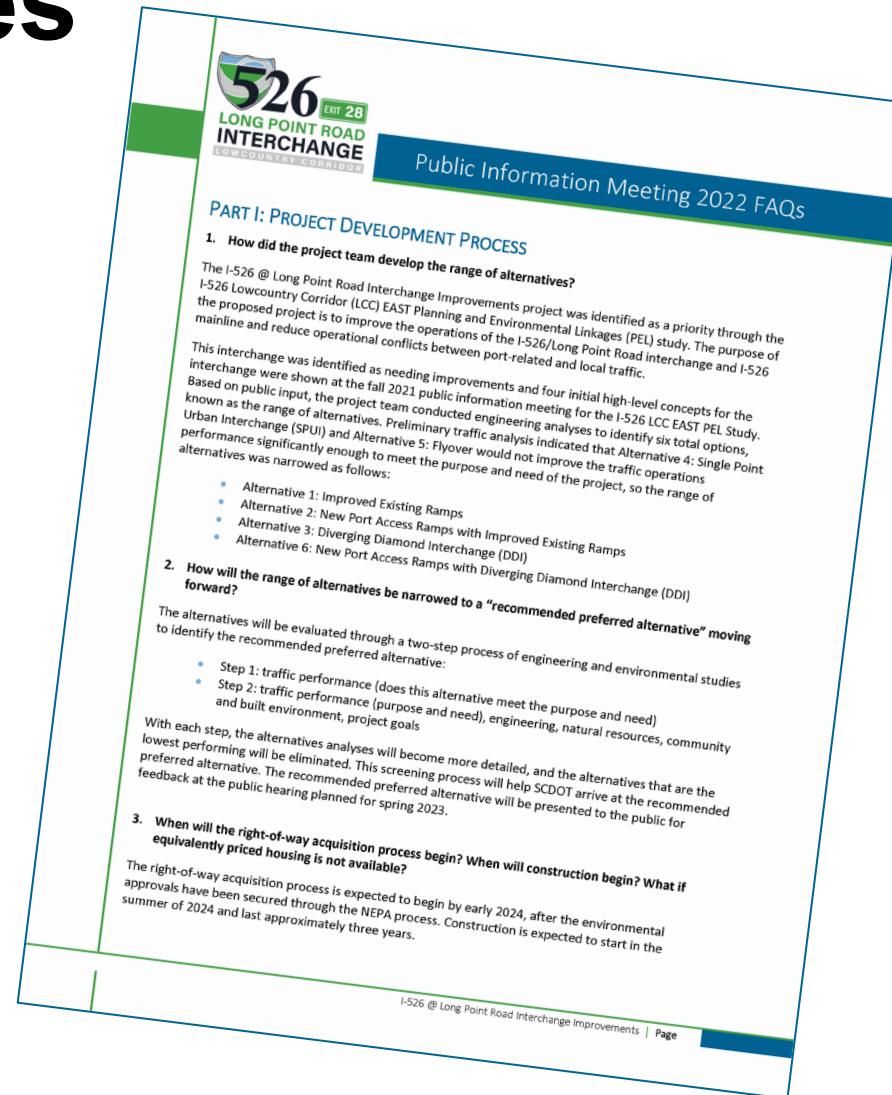 es
526
EXIT 28
LONG POINT ROAD
INTERCHANGE
LOWCOUNTRY CORRIDOR
Public Information Meeting 2022 FAQs
PART I: PROJECT DEVELOPMENT PROCESS
1. How did the project team develop the range of alternatives?
The I-526 @ Long Point Road Interchange Improvements project was identified as a priority through the
I-526 Lowcountry Corridor (LCC) EAST Planning and Environmental Linkages (PEL) study. The purpose of
the proposed project is to improve the operations of the I-526/Long Point Road interchange and I-526
mainline and reduce operational conflicts between port-related and local traffic.
This interchange was identified as needing improvements and four initial high-level concepts for the
interchange were shown at the fall 2021 public information meeting for the I-526 LCC EAST PEL Study.
Based on public input, the project team conducted engineering analyses to identify six total options,
known as the range of alternatives. Preliminary traffic analysis indicated that Alternative 4: Single Point
Urban Interchange (SPUI) and Alternative 5: Flyover would not improve the traffic operations
performance significantly enough to meet the purpose and need of the project, so the range of
alternatives was narrowed as follows:
• Alternative 1: Improved Existing Ramps
• Alternative 2: New Port Access Ramps with Improved Existing Ramps
• Alternative 3: Diverging Diamond Interchange (DDI)
• Alternative 6: New Port Access Ramps with Diverging Diamond Interchange (DDI)
2. How will the range of alternatives be narrowed to a “recommended preferred alternative” moving
forward?
The alternatives will be evaluated through a two-step process of engineering and environmental studies
to identify the recommended preferred alternative:
• Step 1: traffic performance (does this alternative meet the purpose and need)
• Step 2: traffic performance (purpose and need), engineering, natural resources, community
and built environment, project goals
With each step, the alternatives analyses will become more detailed, and the alternatives that are the
lowest performing will be eliminated. This screening process will help SCDOT arrive at the recommended
preferred alternative. The recommended preferred alternative will be presented to the public for
feedback at the public hearing planned for spring 2023.
3. When will the right-of-way acquisition process begin? When will construction begin? What if
equivalently priced housing is not available?
The right-of-way acquisition process is expected to begin by early 2024, after the environmental
approvals have been secured through the NEPA process. Construction is expected to start in the
summer of 2024 and last approximately three years.
I-526 @ Long Point Road Interchange Improvements | Page